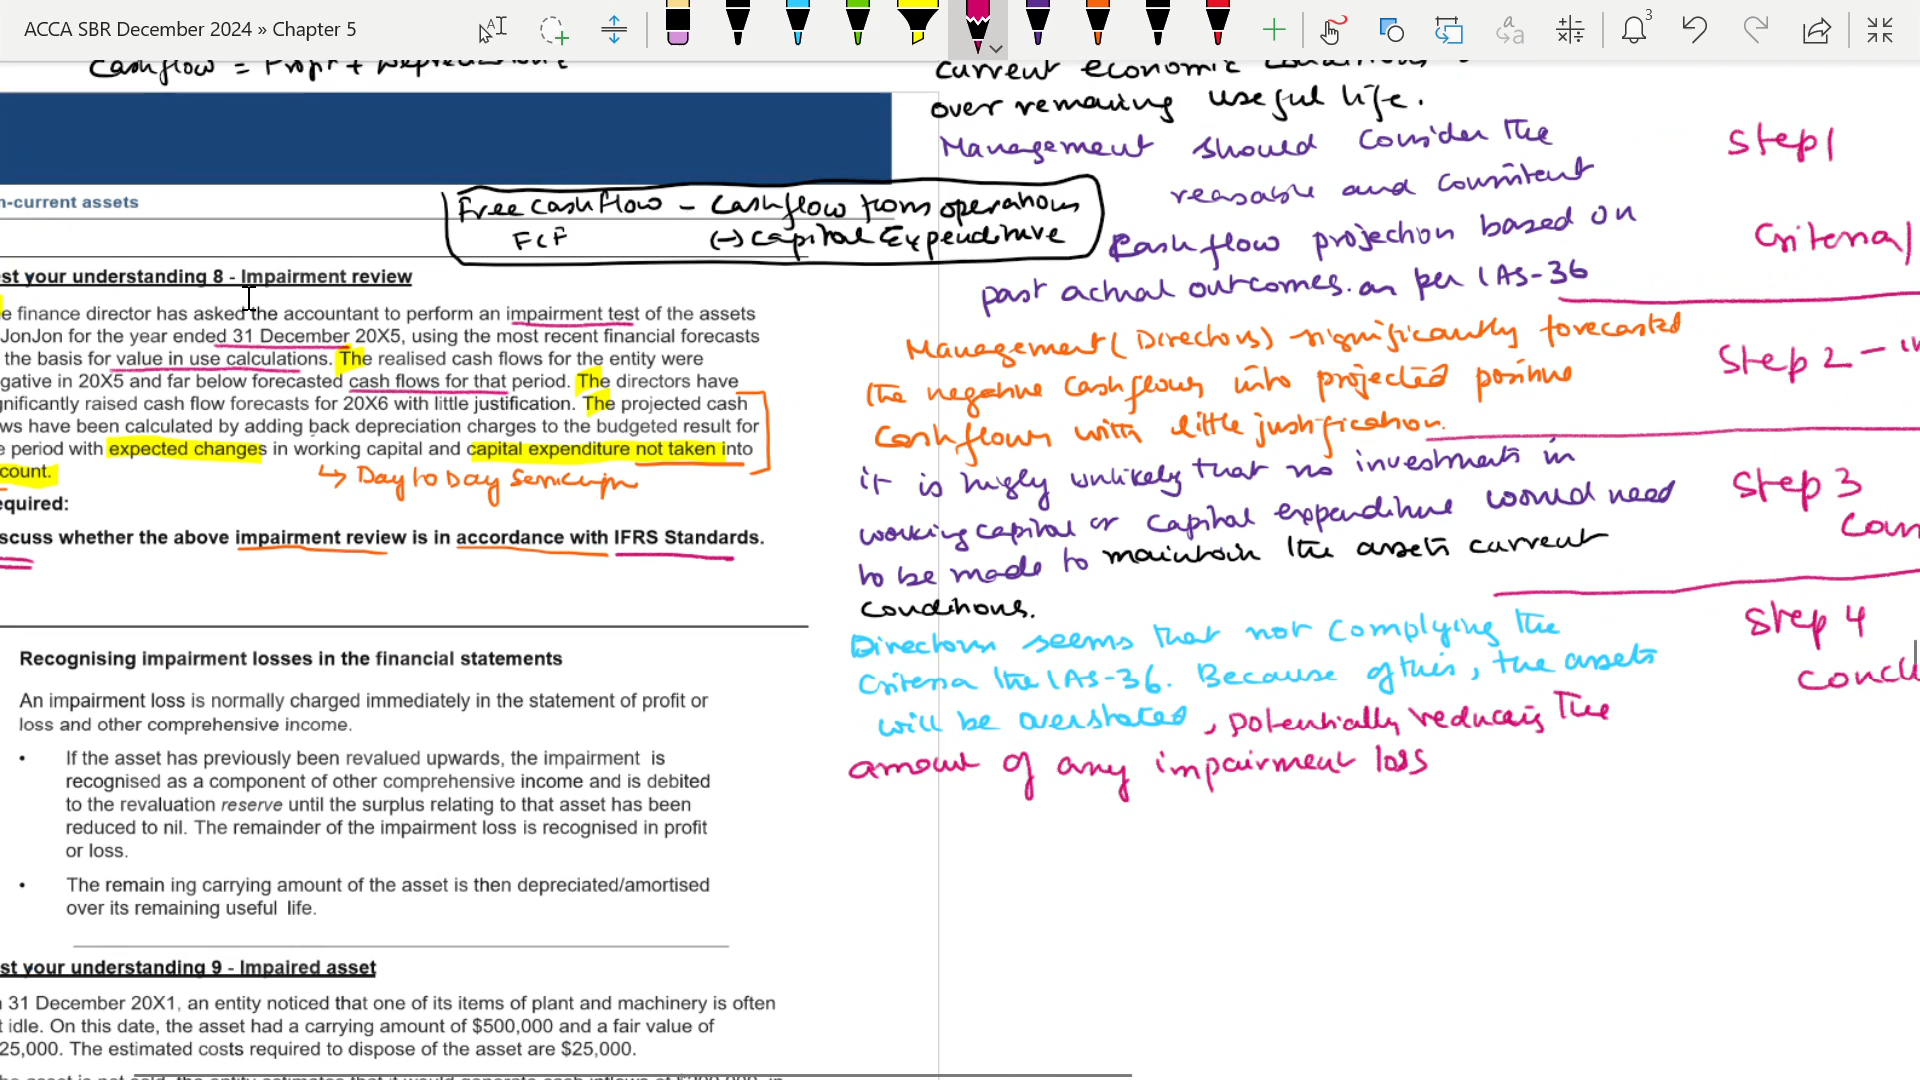 ACCA SBR December 2024 » Chapter 5
3
Cashflow = Profit +
n-current assets
Free cashflow - Cashflow from operations
FCF (-) Capital Expenditure
est your understanding 8 - Impairment review
e finance director has asked the accountant to perform an impairment test of the assets
JonJon for the year ended 31 December 20X5, using the most recent financial forecasts
the basis for value in use calculations. The realised cash flows for the entity were
gative in 20X5 and far below forecasted cash flows for that period. The directors have
gnificantly raised cash flow forecasts for 20X6 with little justification. The projected cash
ws have been calculated by adding back depreciation charges to the budgeted result for
e period with expected changes in working capital and capital expenditure not taken into
count.
↳ Day to Day
equired:
scuss whether the above impairment review is in accordance with IFRS Standards.
Recognising impairment losses in the financial statements
An impairment loss is normally charged immediately in the statement of profit or
loss and other comprehensive income.
• If the asset has previously been revalued upwards, the impairment is
recognised as a component of other comprehensive income and is debited
to the revaluation reserve until the surplus relating to that asset has been
reduced to nil. The remainder of the impairment loss is recognised in profit
or loss.
• The remain ing carrying amount of the asset is then depreciated/amortised
over its remaining useful life.
st your understanding 9 - Impaired asset
31 December 20X1, an entity noticed that one of its items of plant and machinery is often
t idle. On this date, the asset had a carrying amount of $500,000 and a fair value of
25,000. The estimated costs required to dispose of the asset are $25,000.
current economic conditions
over remaining useful life.
Management should consider the
reasable and consistent
Cashflow projection based on
past actual outcomes. as per IAS-36
Management (Directors) significantly forecasted
the negative cashflows into projected positive
Cashflows with little justification.
it is higly unlikely that no investments in
working capital or capital expenditure would need
to be made to maintain the assets current
conditions.
Directors seems that not complying the
Criteria the IAS-36. Because of this, the assets
will be overstated, potentially reducing the
amount of any impairment loss
Step 1
Criteria/
Step 2 -
Step 3
Step 4